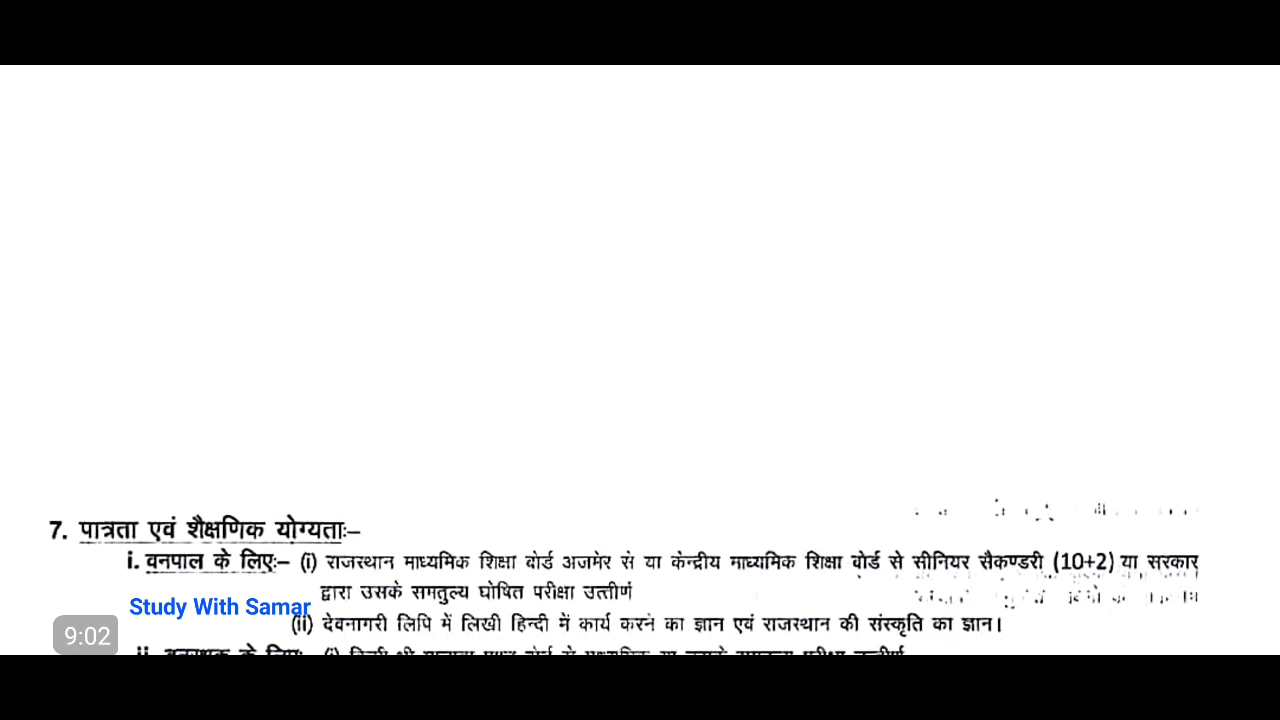 7. पात्रता एवं शैक्षणिक योग्यताः–
i. वनपाल के लिएः– (i) राजस्थान माध्यमिक शिक्षा बोर्ड अजमेर से या केन्द्रीय माध्यमिक शिक्षा बोर्ड से सीनियर सैकण्डरी (10+2) या सरकार
द्वारा उसके समतुल्य घोषित परीक्षा उत्तीर्ण
Study With Samar
(ii) देवनागरी लिपि में लिखी हिन्दी में कार्य करने का ज्ञान एवं राजस्थान की संस्कृति का ज्ञान।
9:02